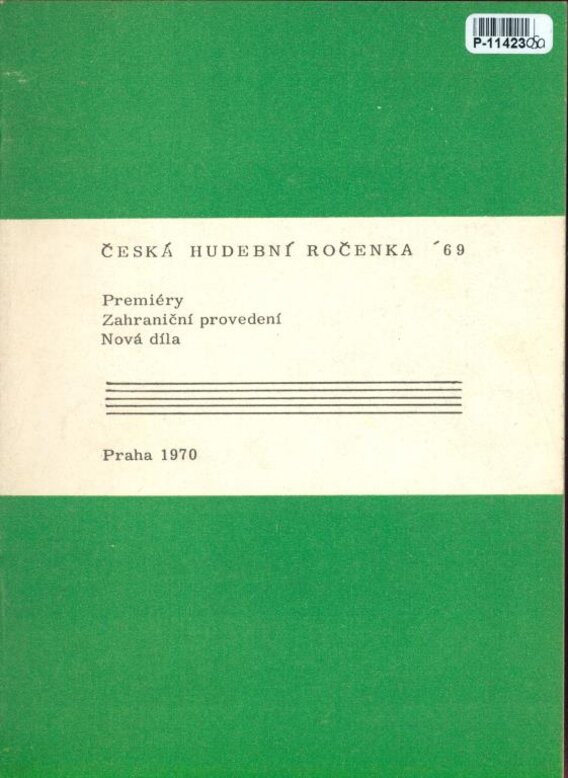 P-11423
ČESKÁ HUDEBNÍ ROČENKA ´69
Premiéry
Zahraniční provedení
Nová díla
Praha 1970